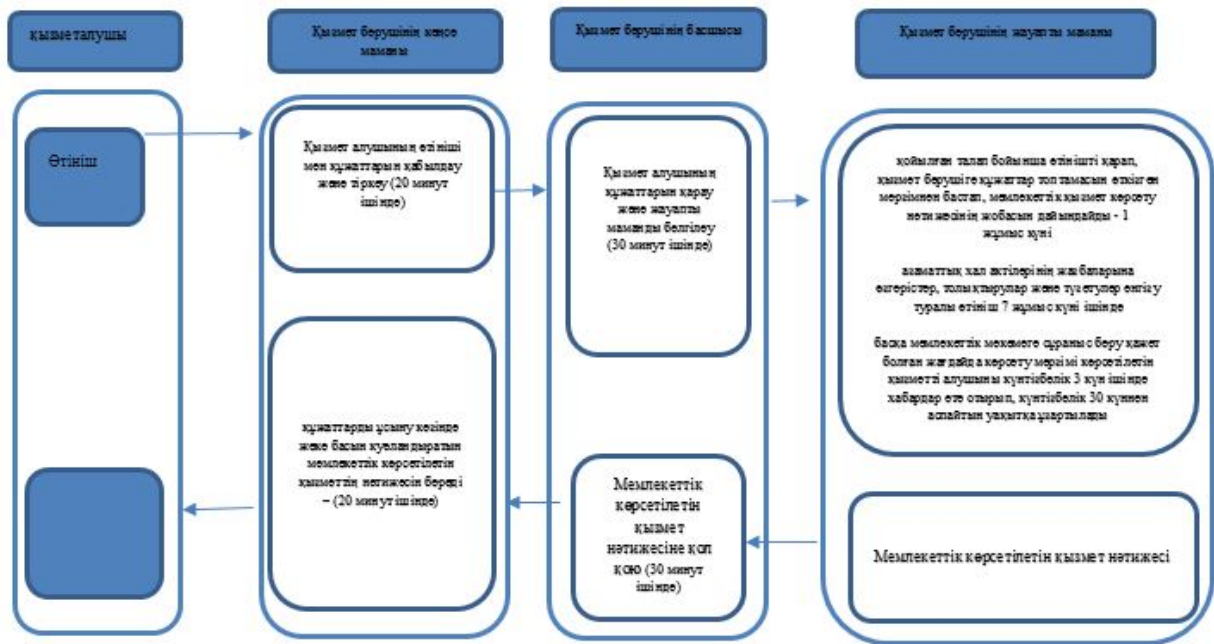 қызметалушы
Қызмет берушінің кеңсе
маманы
Қызмет берушінің басшысы
Қызмет берушінің жауапты маманы
Өтініш
Қызмет алушының өтініші
мен құжаттарын қабылдау
және тіркеу (20 минут
ішінде)
Қызмет алушының
құжаттарын қарау
және жауапты
маманды белгілеу
(30 минут ішінде)
қойылған талап бойынша өтінішті қарап,
қызмет берушіге құжаттар топтамасын өткізген
мерзімнен бастап, мемлекеттік қызмет көрсету
нәтижесінің жобасын дайындайды - 1
жұмыс күні
азаматтық хал актілерінің жазбаларына
өзгерістер, толықтырулар және түзетулер енгізу
туралы өтініш 7 жұмыс күні ішінде
басқа мемлекеттік мекемеге сұраныс беру қажет
болған жағдайда көрсету мерзімі көрсетілетін
қызметті алушыны күнтізбелік 3 күн ішінде
хабардар ете отырып, күнтізбелік 30 күннен
аспайтын уақытқа ұзартылады
құжаттарды ұсыну кезінде
жеке басын куәландыратын
мемлекеттік көрсетілетін
қызметтің нәтижесін береді
– (20 минут ішінде)
Мемлекеттік
көрсетілетін
қызмет
нәтижесіне қол
қою (30 минут
ішінде)
Мемлекеттік көрсетілетін қызмет нәтижесі